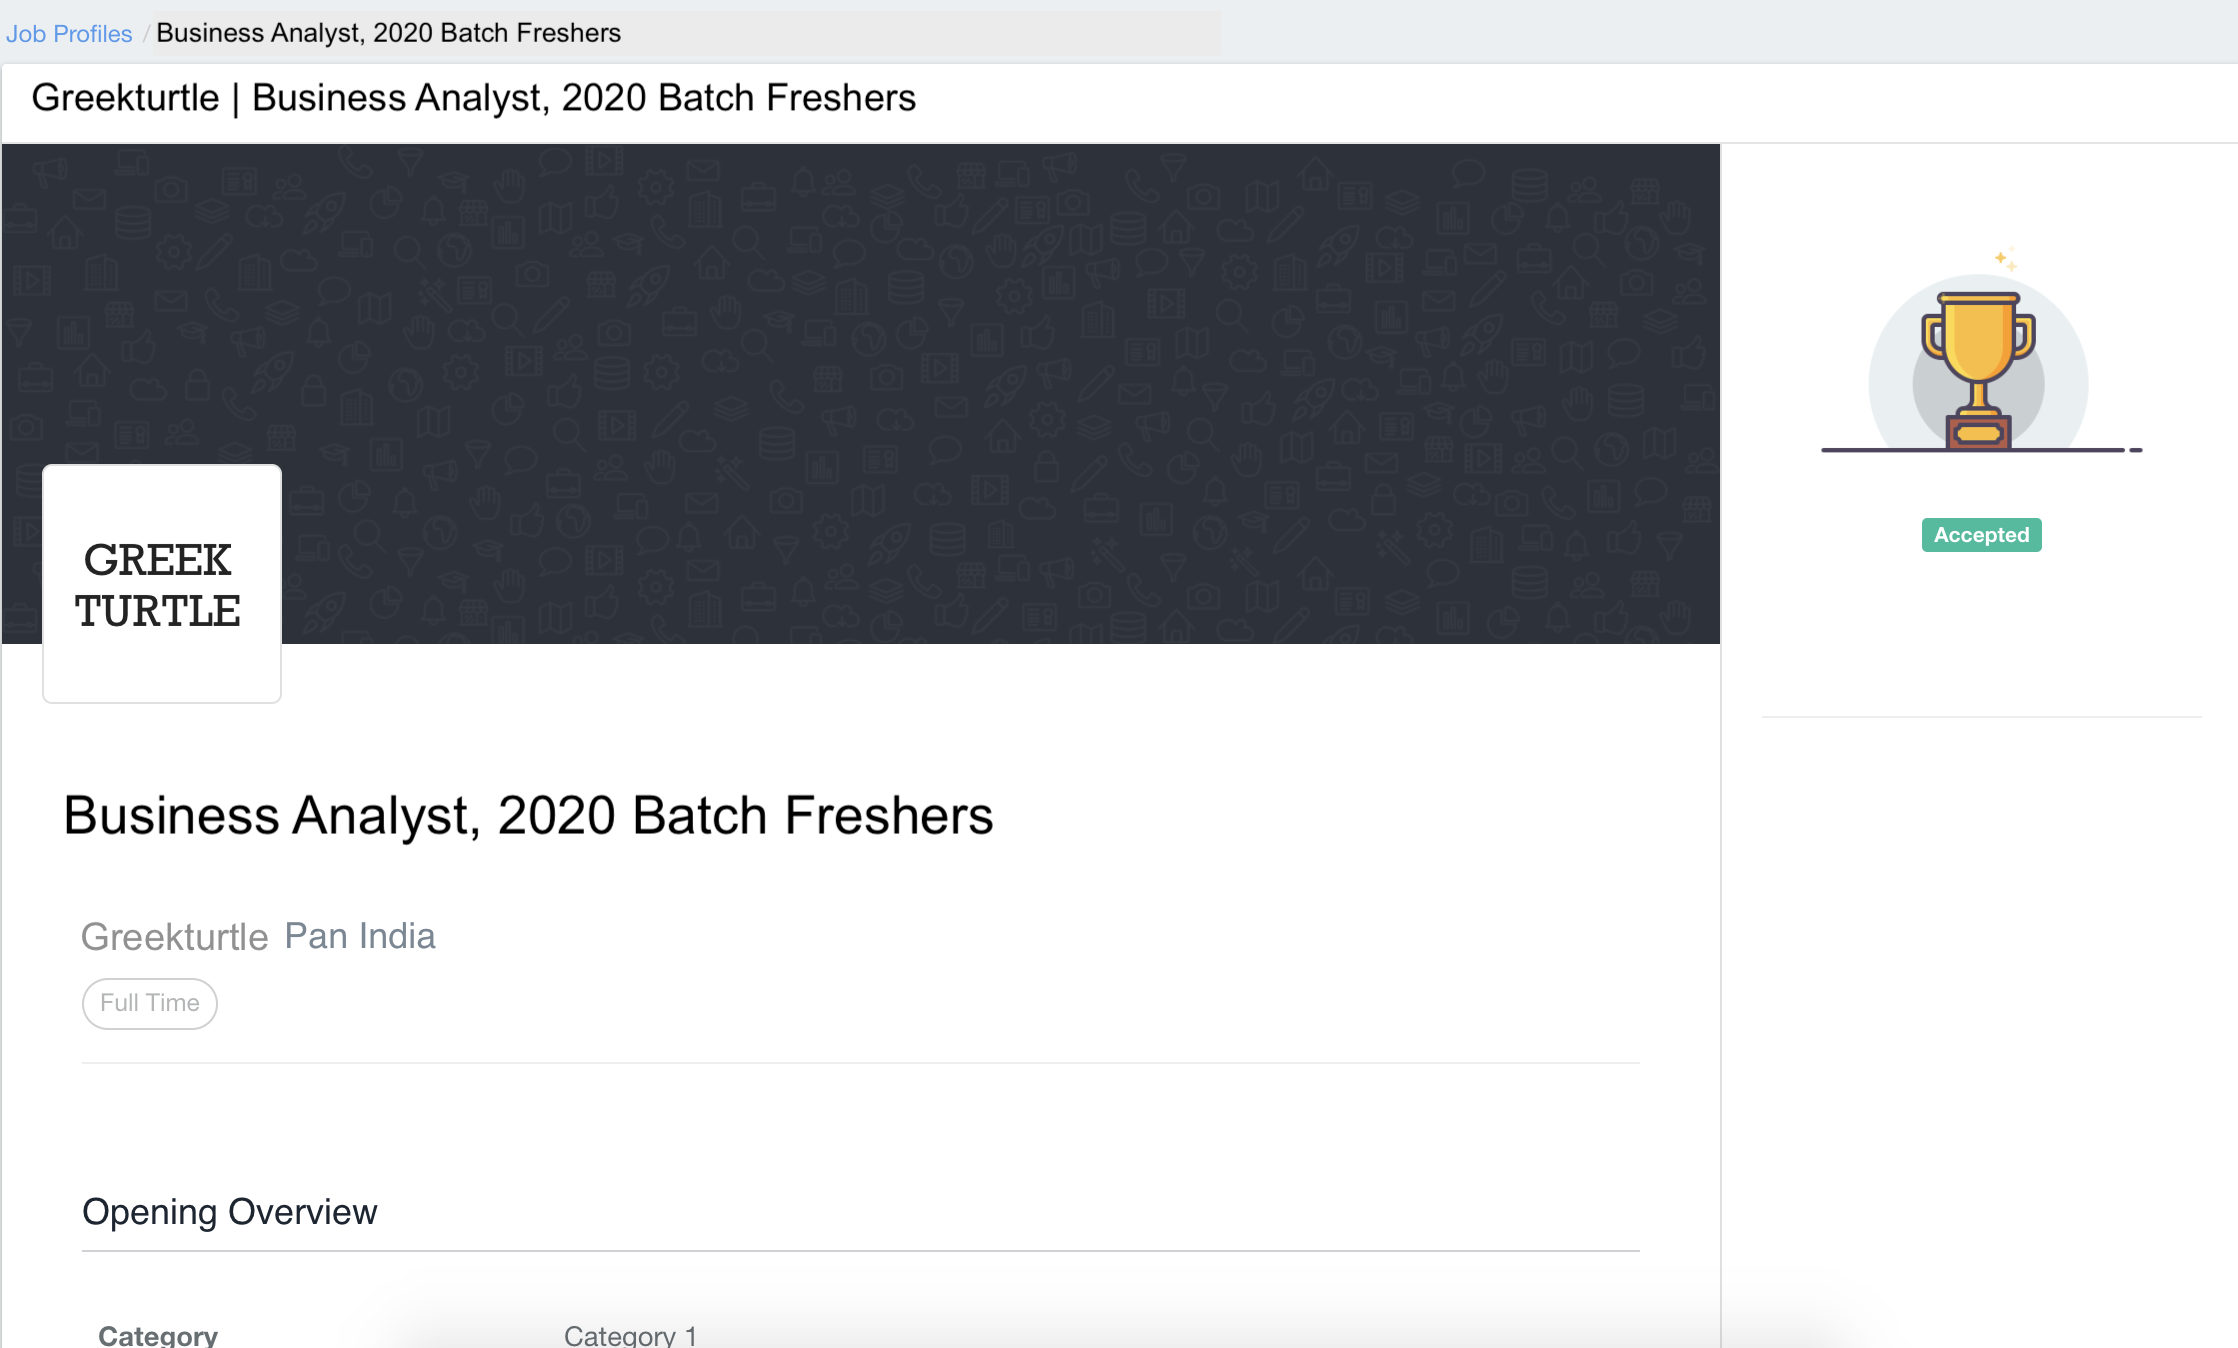 Job Profiles / Business Analyst, 2020 Batch Freshers
Greekturtle | Business Analyst, 2020 Batch Freshers
GREEK
TURTLE
Accepted
Business Analyst, 2020 Batch Freshers
Greekturtle Pan India
Full Time
Opening Overview
Category Category 1